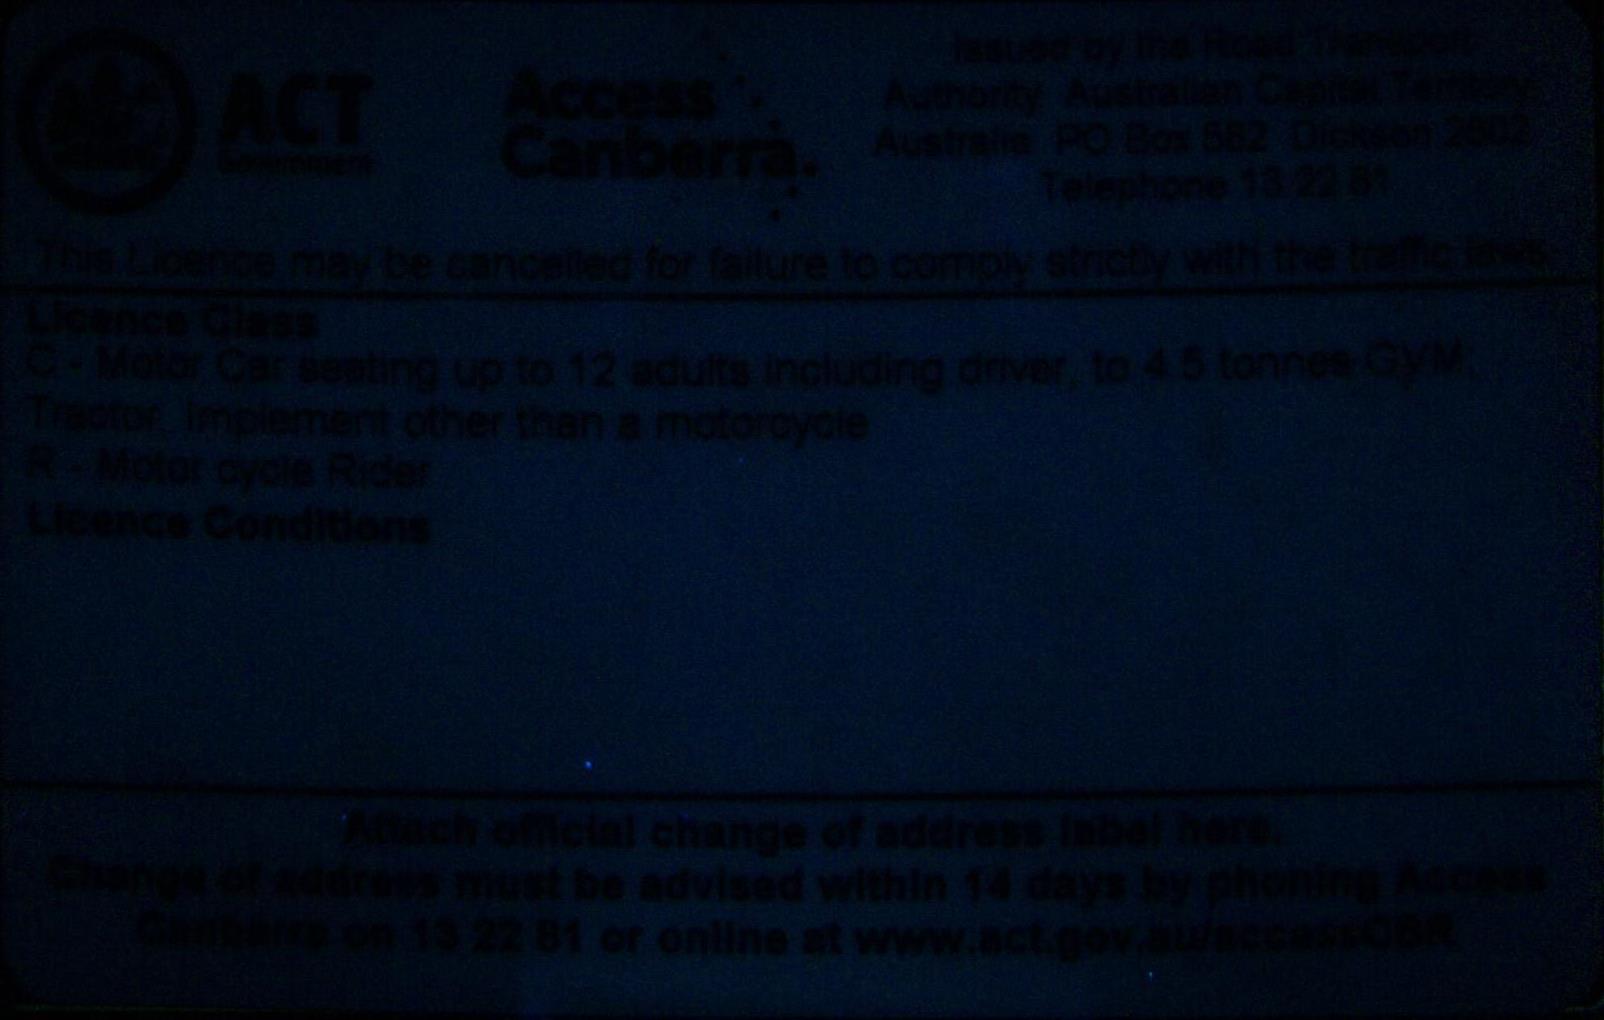 ACT
Government
Access
Canberra.
Issued by the Road Transport
Authority Australian Capital Territory,
Australia PO Box 582 Dickson 2602
Telephone 13 22 81
This Licence may be cancelled for failure to comply strictly with the traffic laws.
Licence Class
C - Motor Car seating up to 12 adults including driver, to 4.5 tonnes GVM;
Tractor, Implement other than a motorcycle
R - Motor cycle Rider
Licence Conditions
Attach official change of address label here.
Change of address must be advised within 14 days by phoning Access
Canberra on 13 22 81 or online at www.act.gov.au/accessCBR